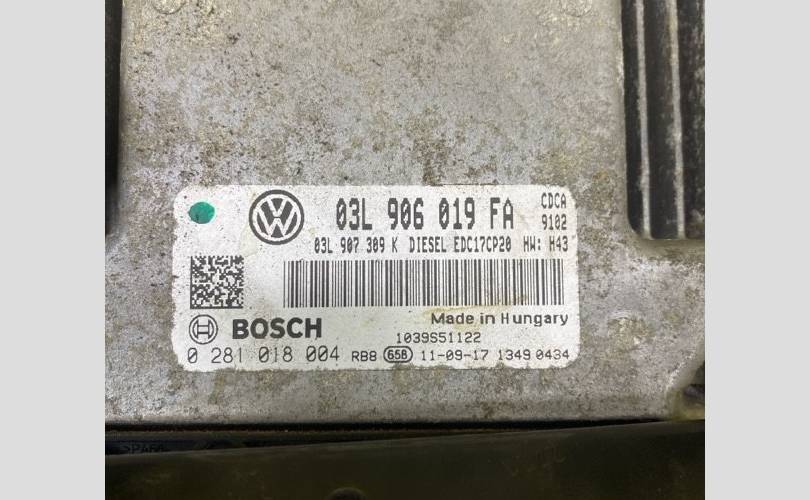 03L 906 019 FA CDCA
9102
03L 907 309 K DIESEL EDC17CP20 HW: H43
Made in Hungary
BOSCH 1039S51122
0 281 018 004 RB8 658 11-09-17 1349 0434